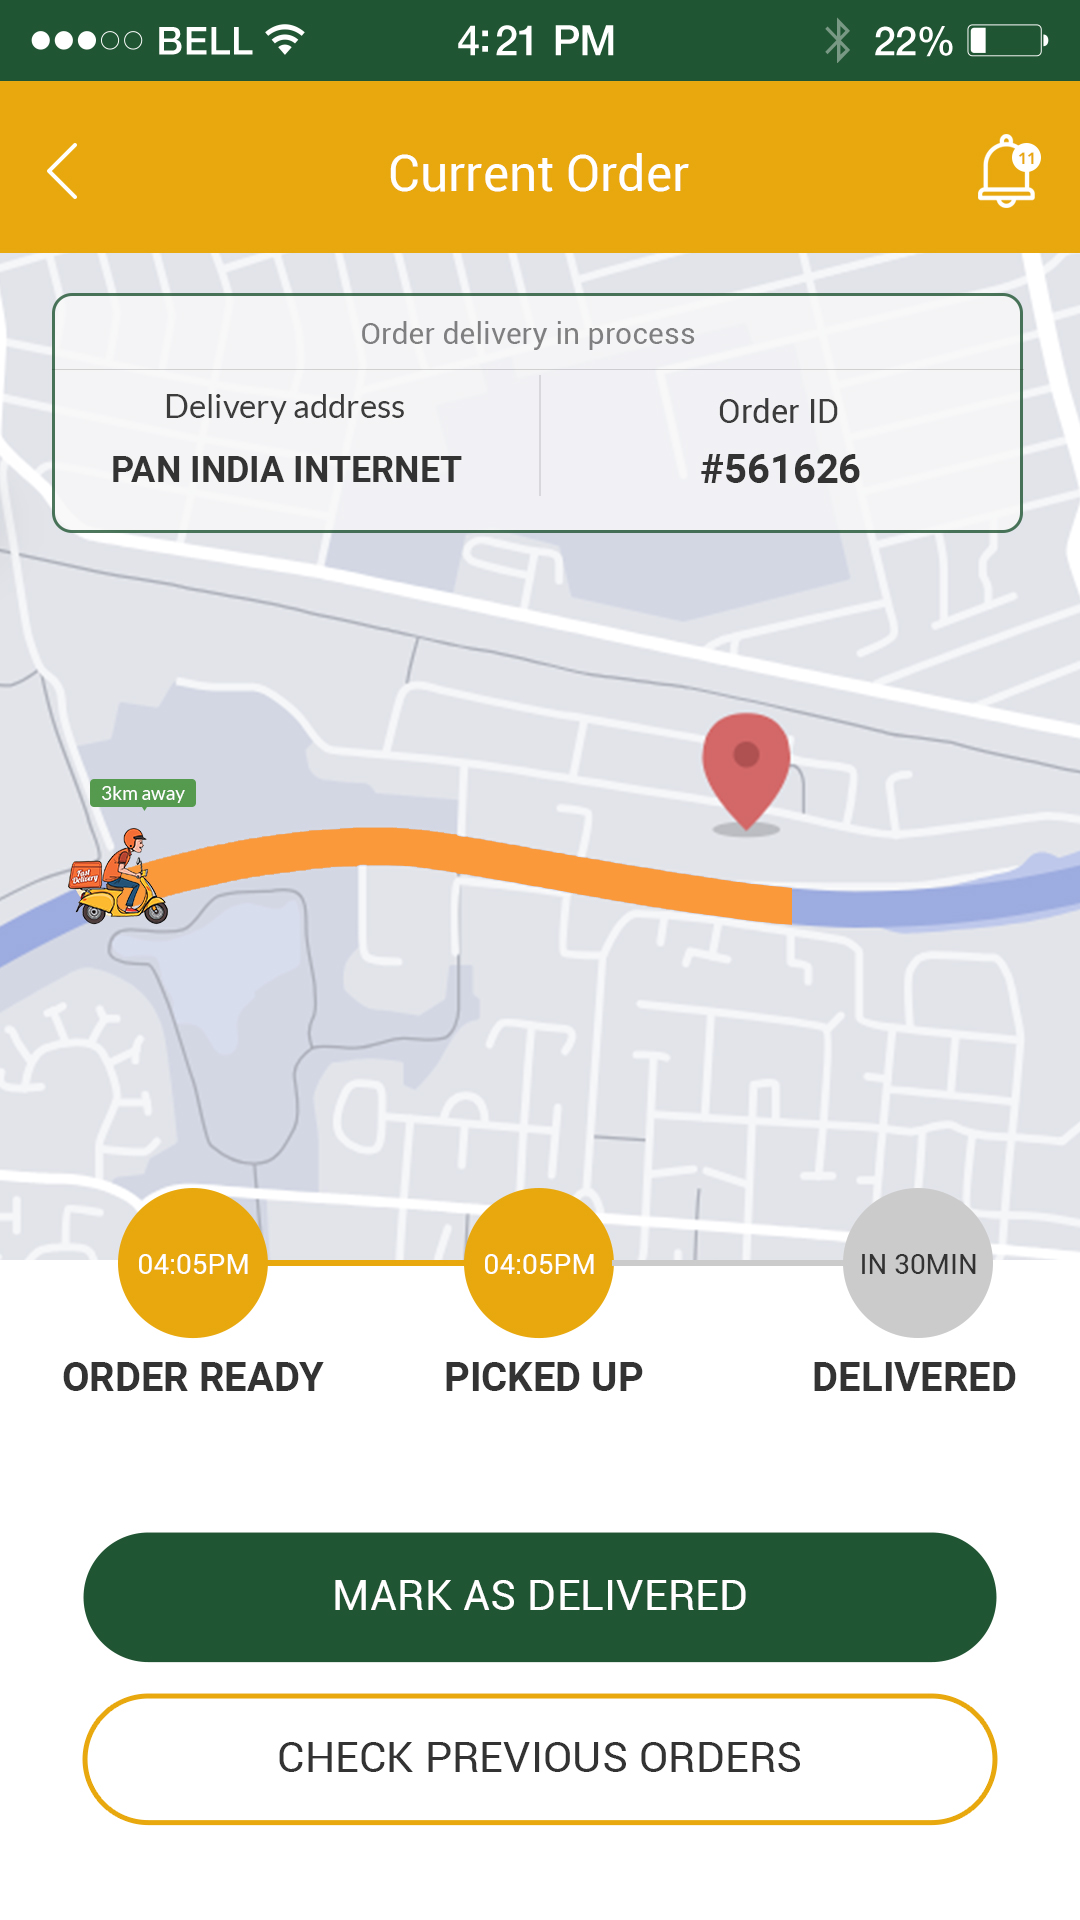 BELL 4:21 PM 22%
Current Order
11
Order delivery in process
Delivery address
PAN INDIA INTERNET
Order ID
#561626
3km away
Fast
Delivery
04:05PM
04:05PM
IN 30MIN
ORDER READY
PICKED UP
DELIVERED
MARK AS DELIVERED
CHECK PREVIOUS ORDERS